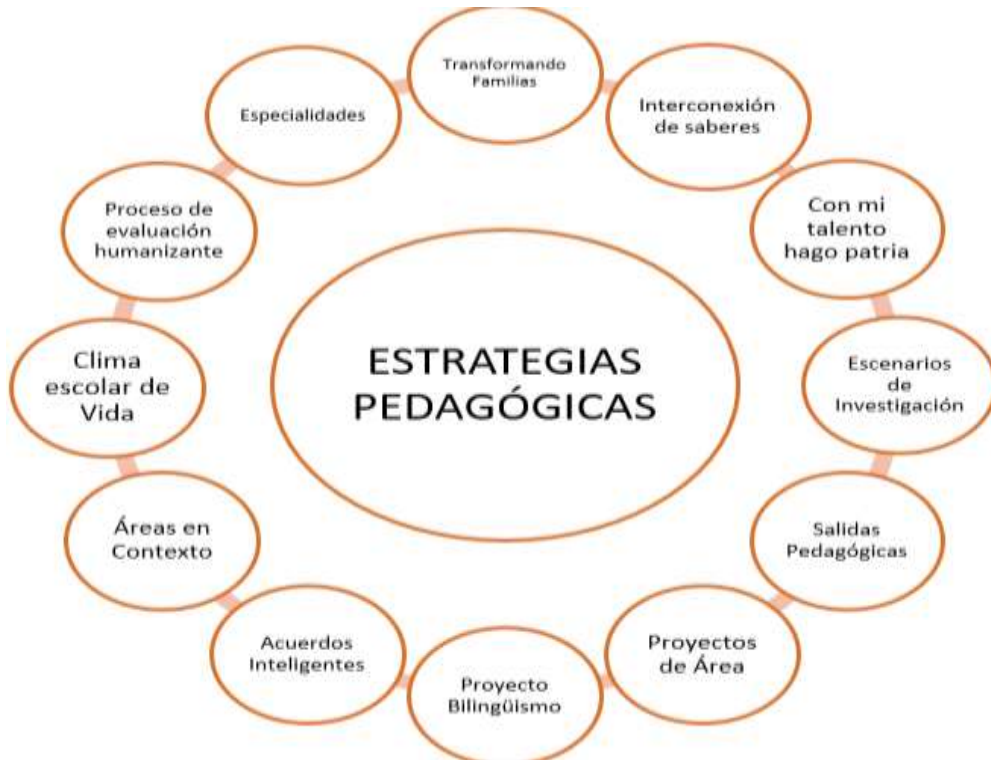 Transformando
Familias
Interconexión
de saberes
Con mi
talento
hago patria
Escenarios
de
Investigación
Salidas
Pedagógicas
Proyectos
de Área
Proyecto
Bilingüismo
Acuerdos
Inteligentes
Áreas en
Contexto
Clima
escolar de
Vida
Proceso de
evaluación
humanizante
Especialidades
ESTRATEGIAS
PEDAGÓGICAS